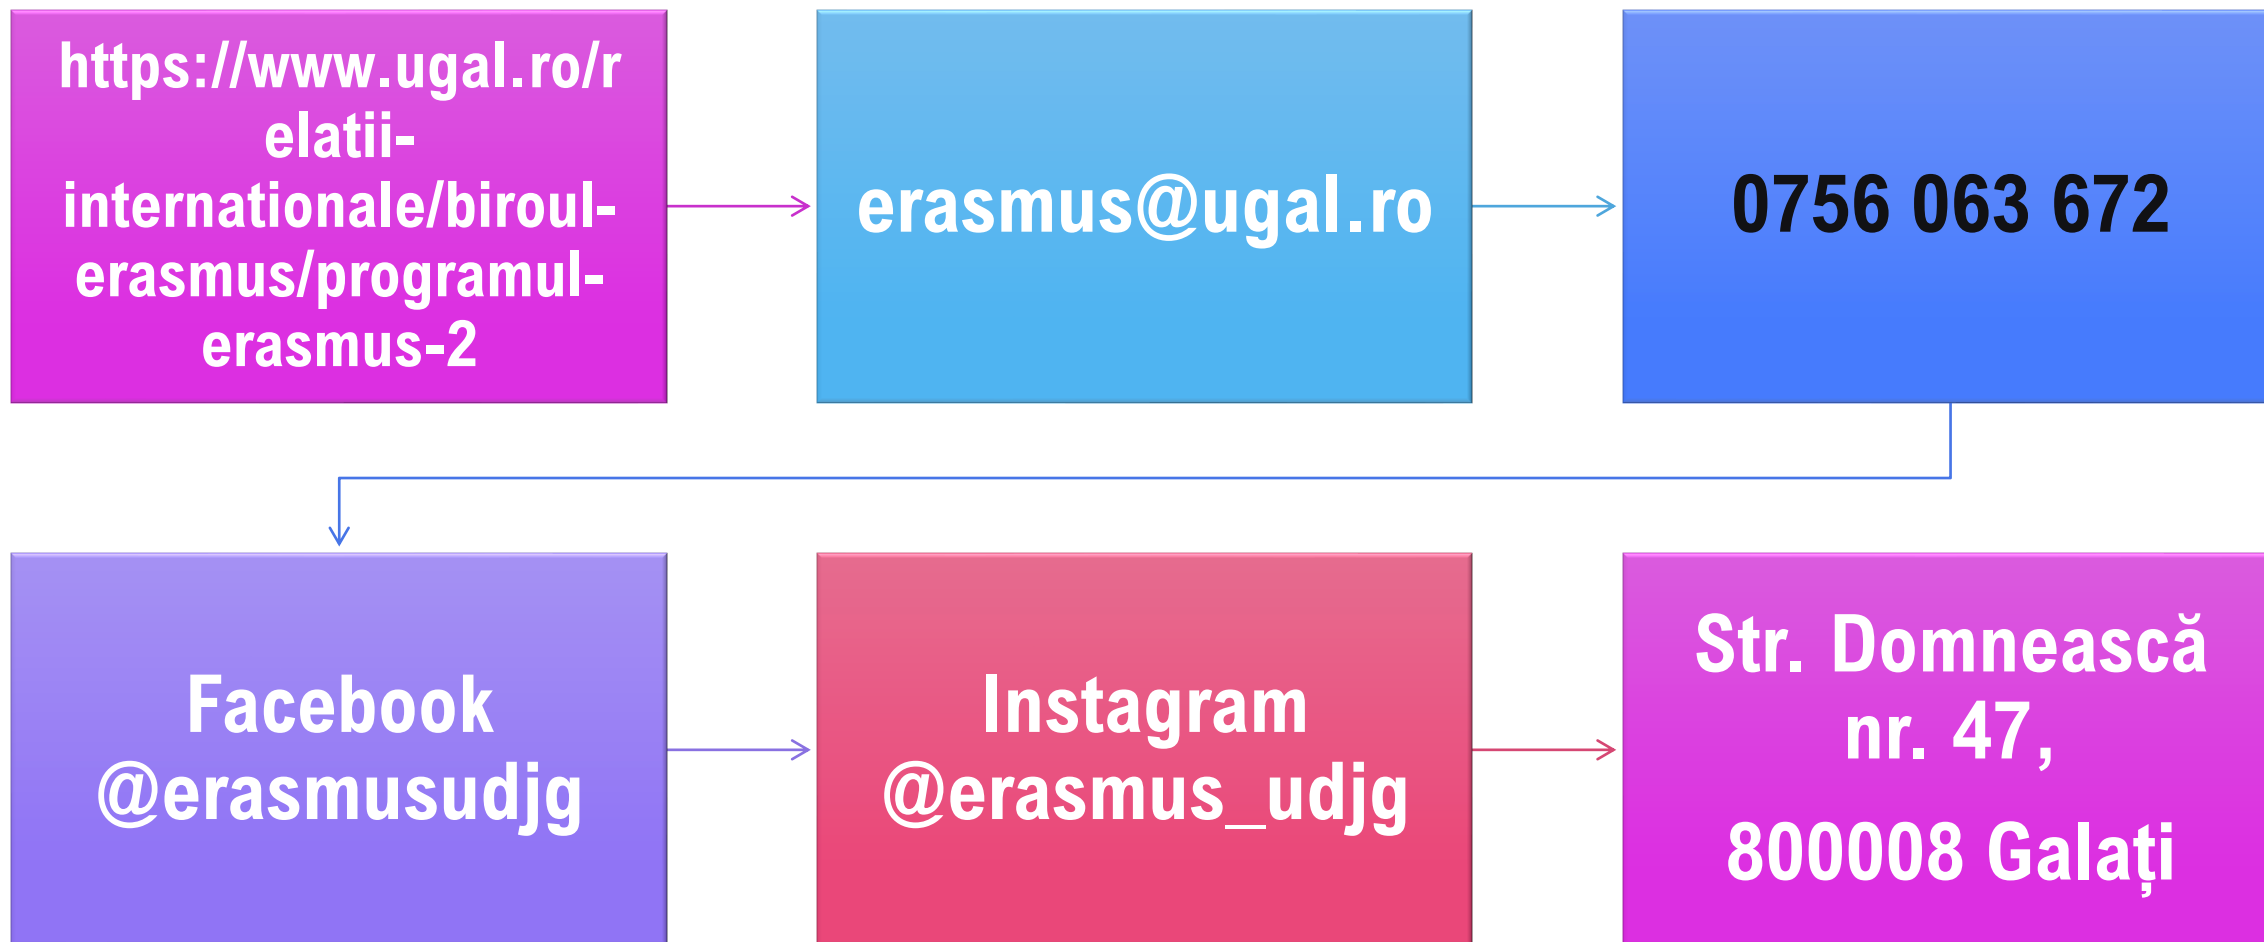 https://www.ugal.ro/r
elatii-
internationale/biroul-
erasmus/programul-
erasmus-2
erasmus@ugal.ro
0756 063 672
Facebook
@erasmusudjg
Instagram
@erasmus_udjg
Str. Domnească
nr. 47,
800008 Galați